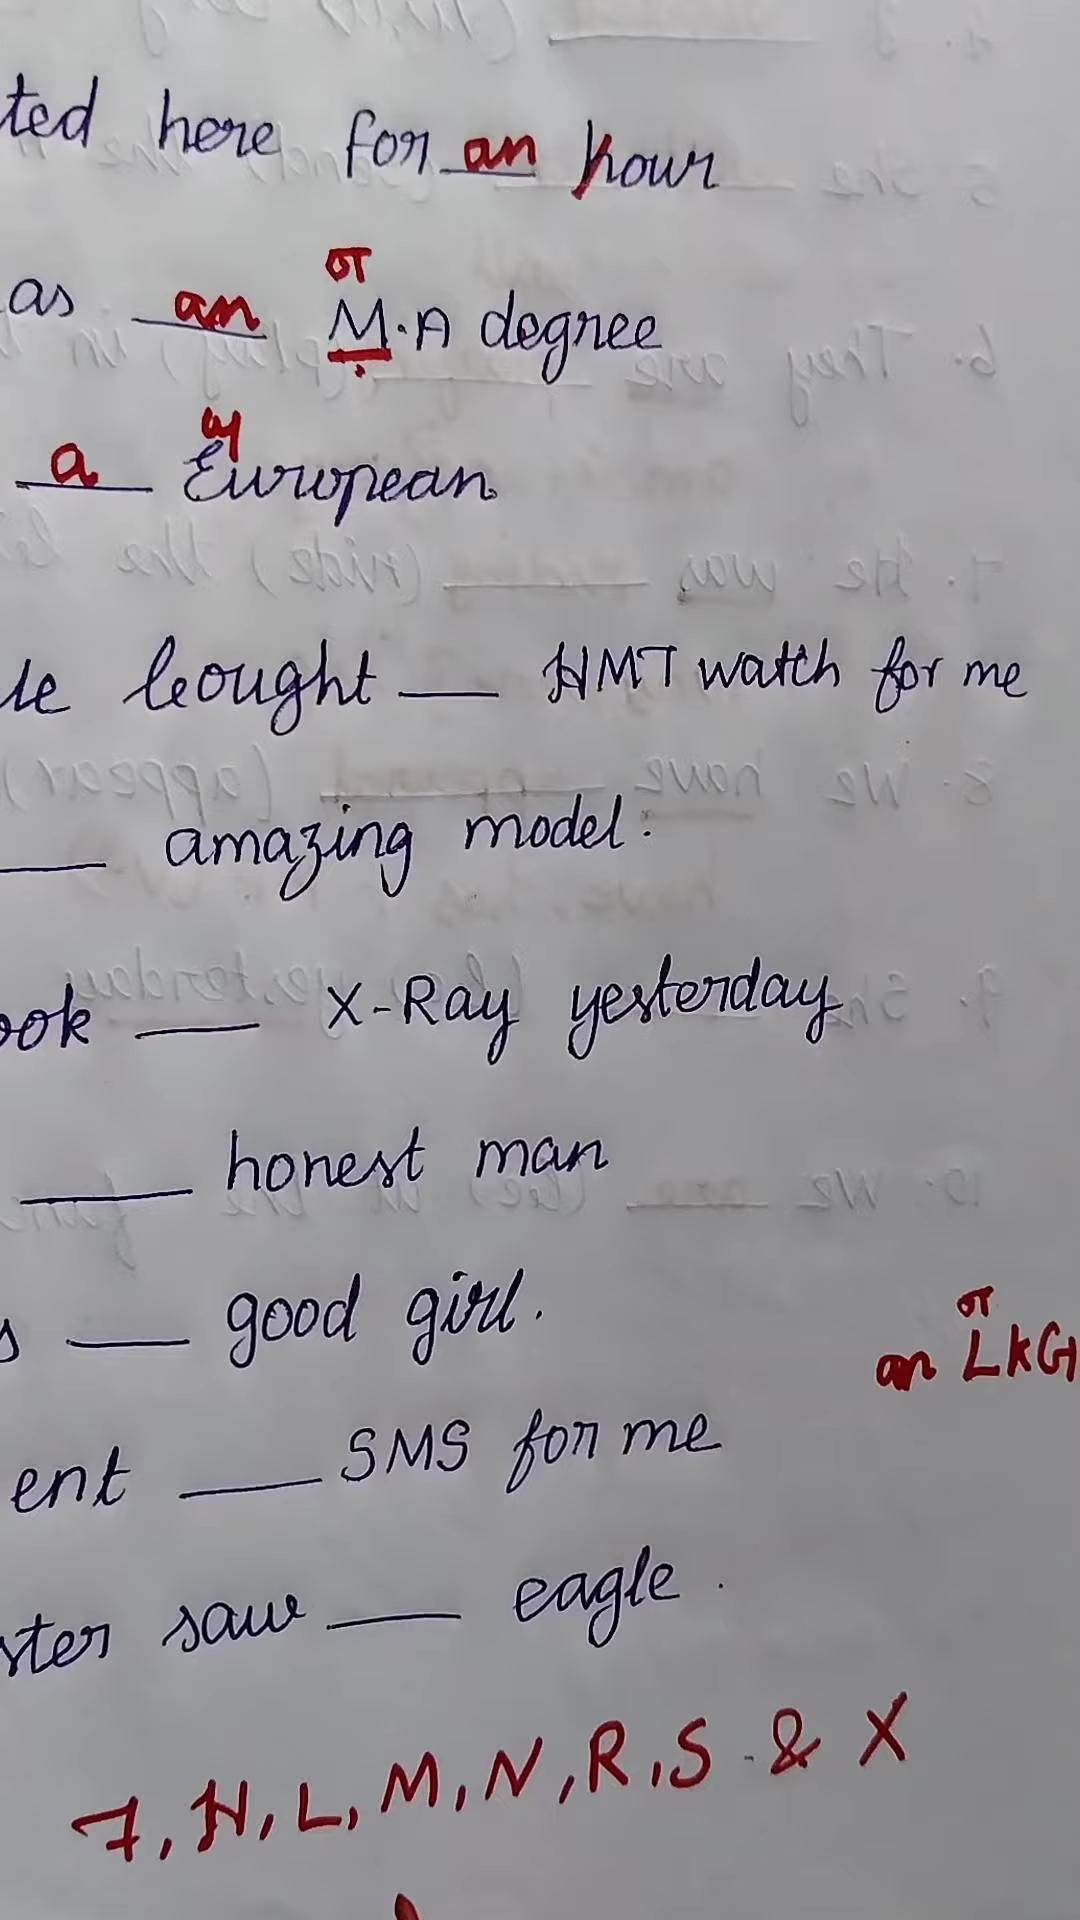 ted here for an hour
எ
as an M.A degree
ய
a European
le bought ___ HMT watch for me
___ amazing model.
ook ___ X-Ray yesterday
___ honest man
s ___ good girl.
எ
an LKG
ent ___ SMS for me
ster saw ___ eagle.
F, H, L, M, N, R, S & X